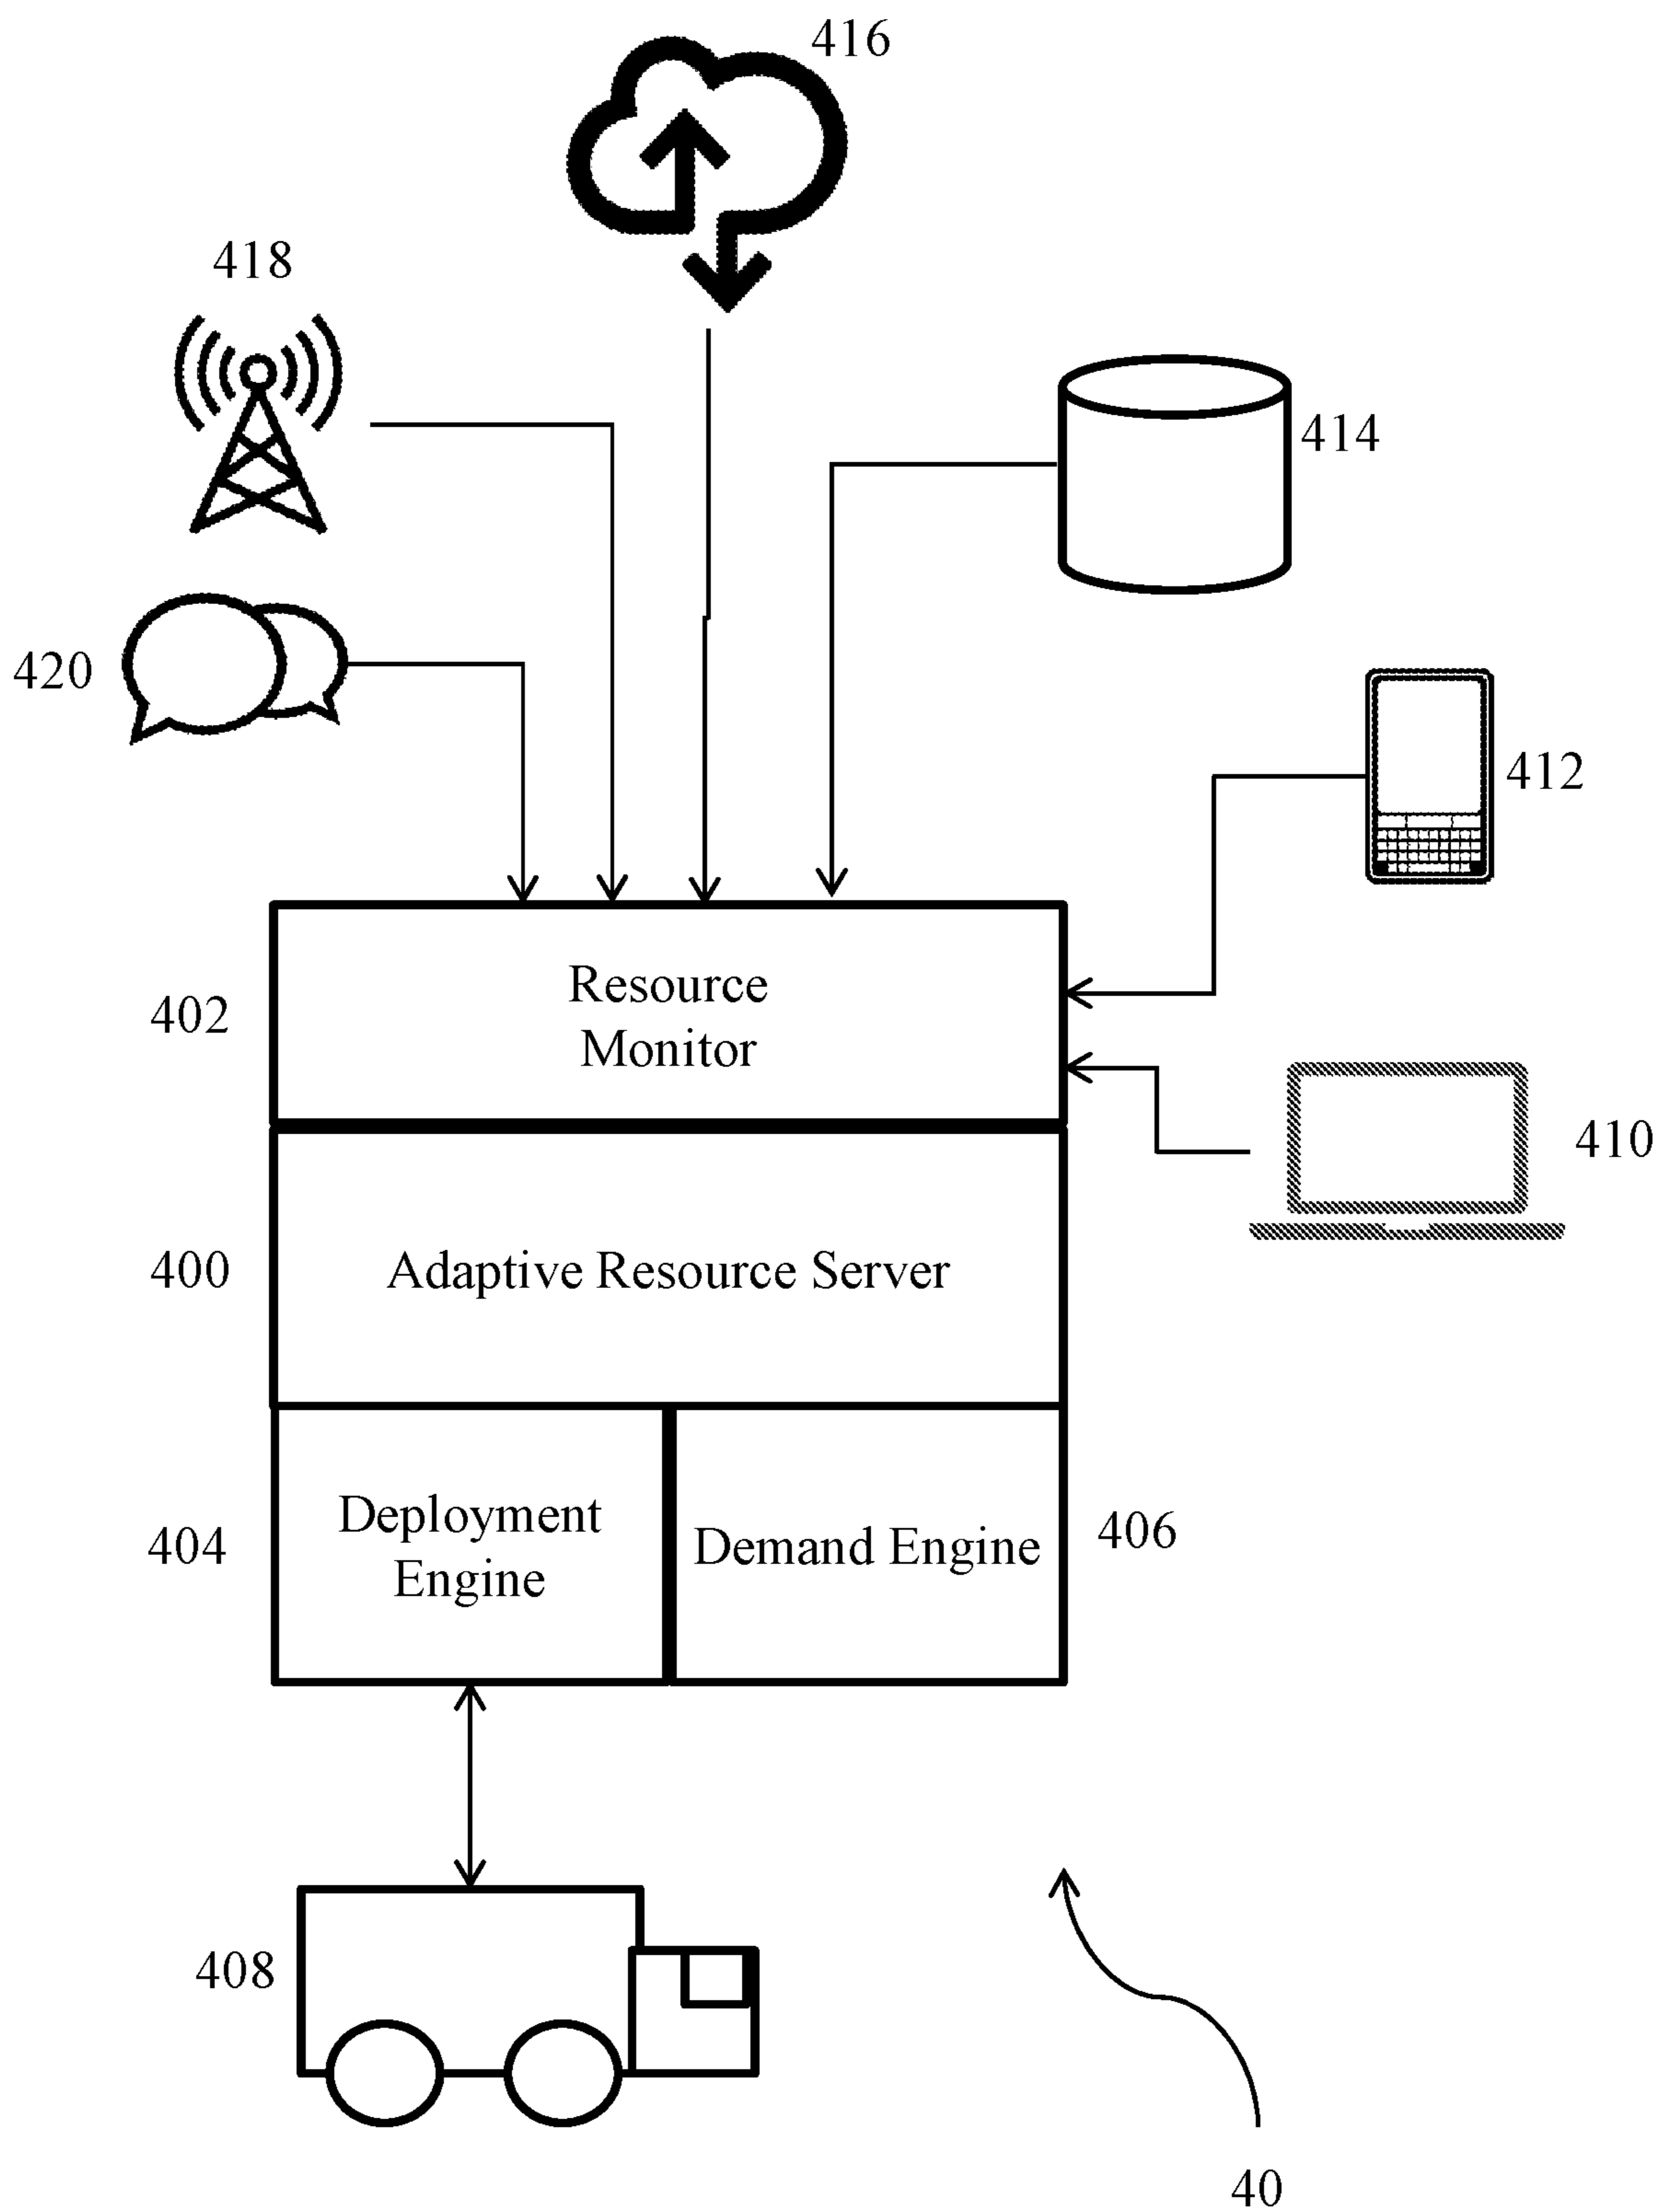 416
418
414
420
412
402
Resource
Monitor
410
400
Adaptive Resource Server
404
Deployment
Engine
Demand Engine
406
408
40